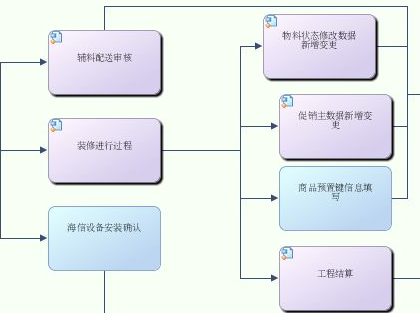 辅料配送审核
装修进行过程
海信设备安装确认
物料状态修改数据
新增变更
促销主数据新增变
更
商品预置键信息填
写
工程结算